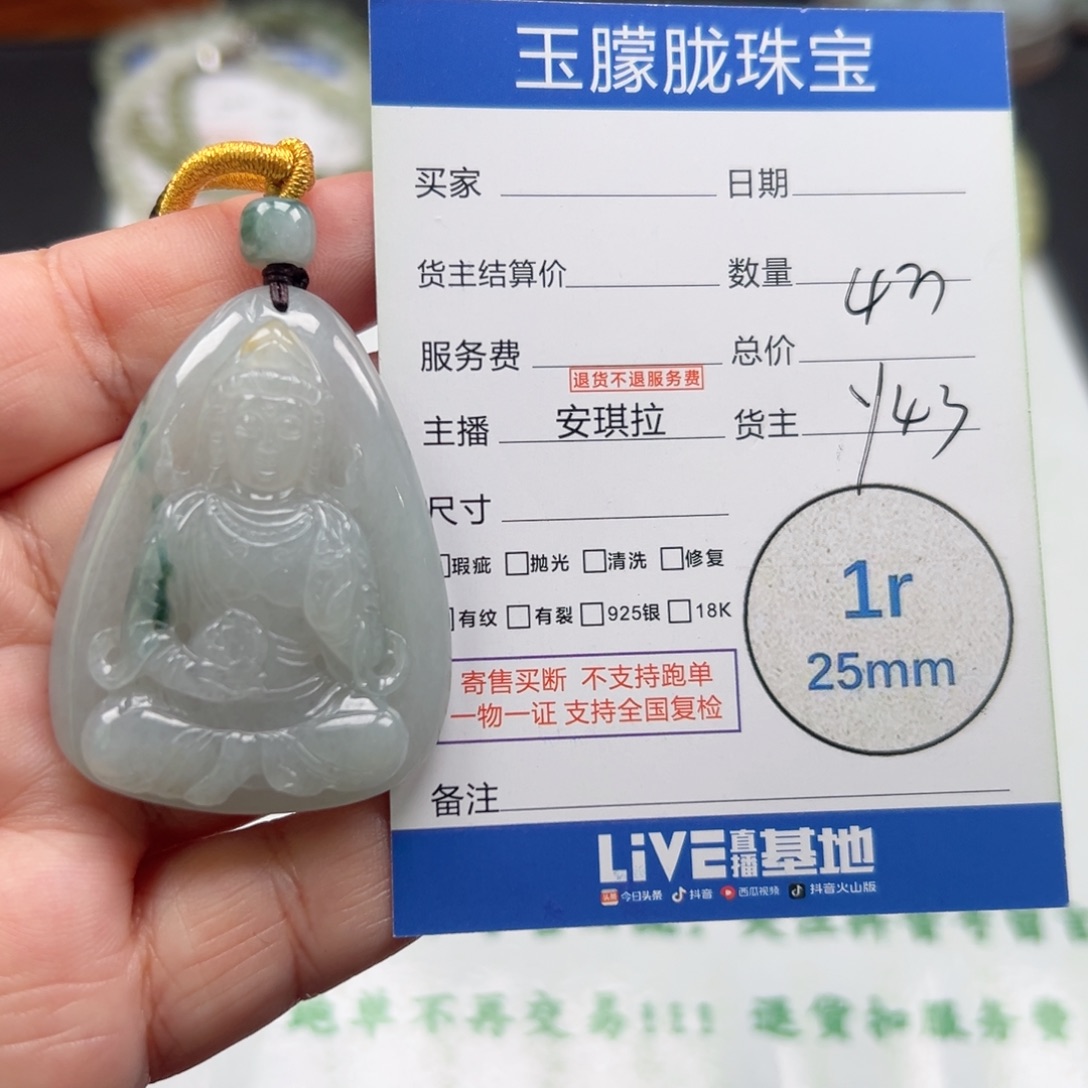 玉朦胧珠宝
买家 日期
货主结算价 数量
服务费 总价
退货不退服务费
主播 安琪拉 货主 Y43
尺寸
瑕疵 抛光 清洗 修复
有纹 有裂 925银 18K
1r
25mm
寄售买断 不支持跑单
一物一证 支持全国复检
备注
LiVE直播基地
今日头条 抖音 西瓜视频 抖音火山版
跑单不再交易!!! 退货扣服务费